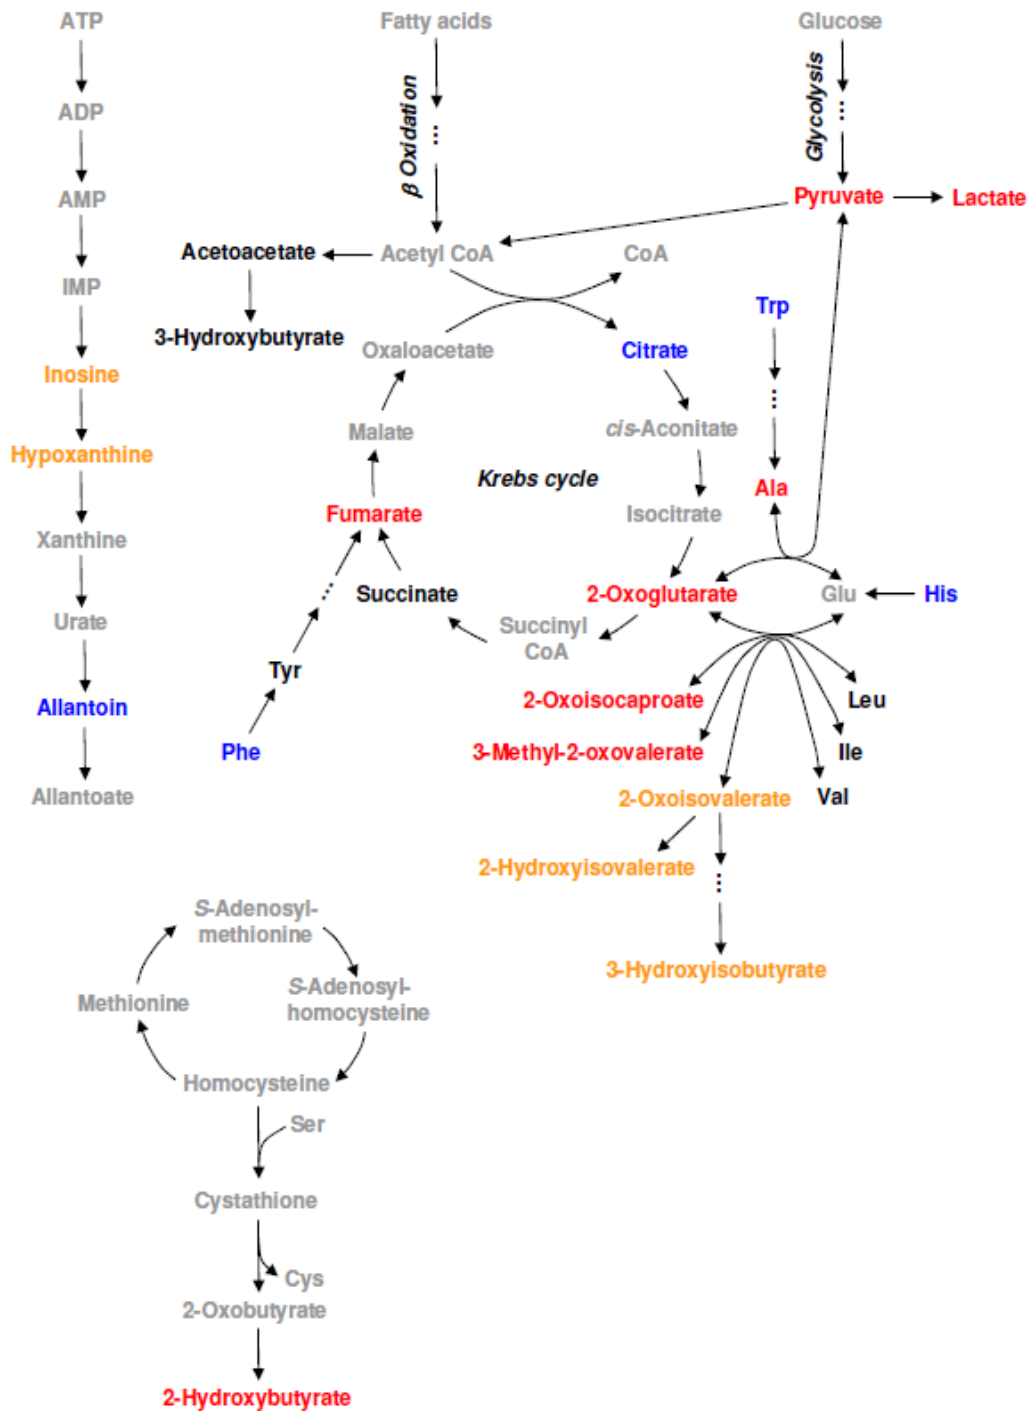 ATP
Fatty acids
Glucose
β Oxidation
...
Glycolysis
...
ADP
AMP
Pyruvate
Lactate
Acetoacetate
Acetyl CoA
CoA
IMP
Trp
3-Hydroxybutyrate
Oxaloacetate
Citrate
Inosine
...
Malate
cis-Aconitate
Hypoxanthine
Krebs cycle
Ala
Fumarate
Isocitrate
Xanthine
...
Succinate
2-Oxoglutarate
Glu
His
Urate
Succinyl
CoA
Tyr
Allantoin
2-Oxoisocaproate
Leu
Phe
3-Methyl-2-oxovalerate
Ile
Allantoate
2-Oxoisovalerate
Val
2-Hydroxyisovalerate
...
S-Adenosyl-
methionine
3-Hydroxyisobutyrate
Methionine
S-Adenosyl-
homocysteine
Homocysteine
Ser
Cystathione
Cys
2-Oxobutyrate
2-Hydroxybutyrate